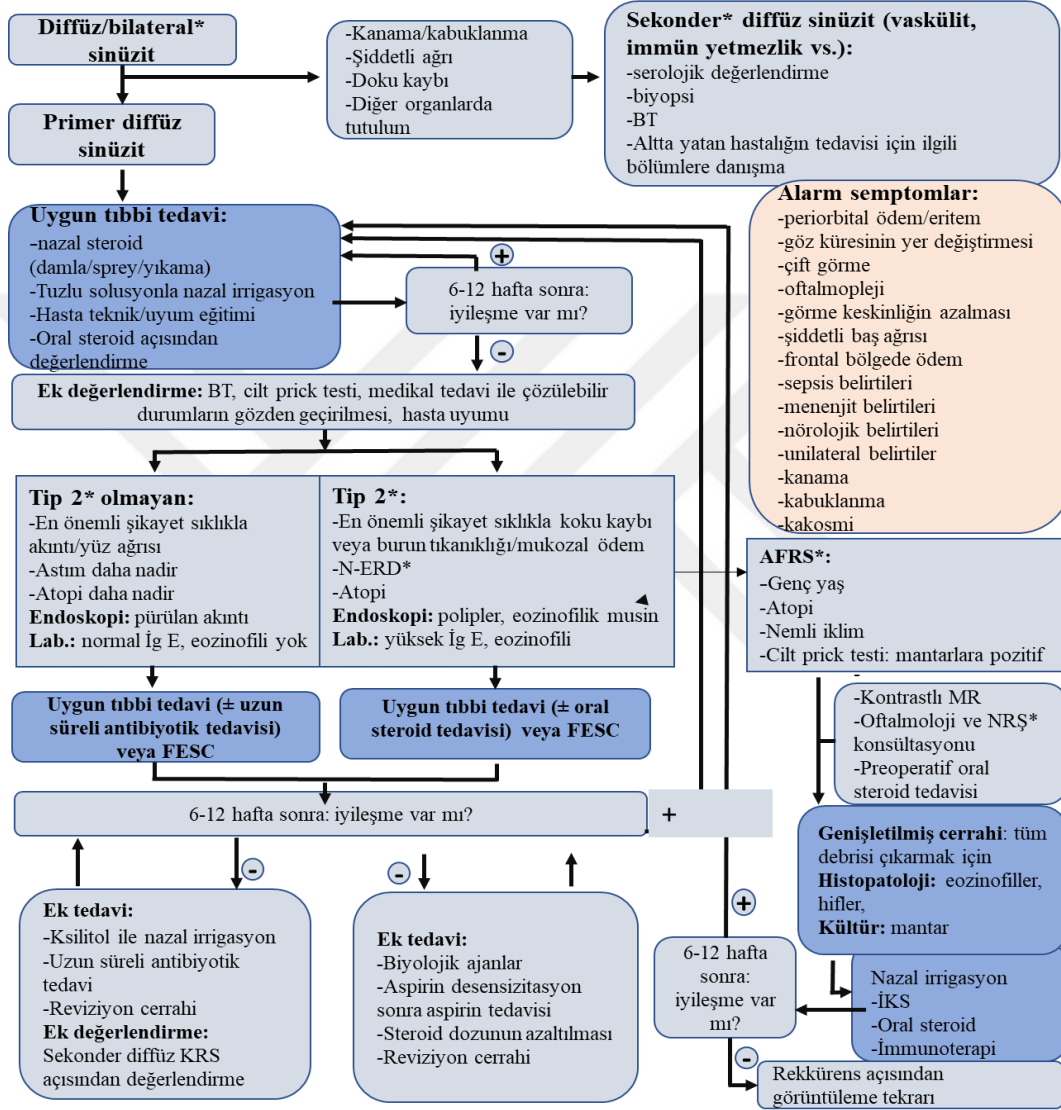 Diffüz/bilateral*
sinüzit
-Kanama/kabuklanma
-Şiddetli ağrı
-Doku kaybı
-Diğer organlarda
tutulum
Sekonder* diffüz sinüzit (vaskülit,
immün yetmezlik vs.):
-serolojik değerlendirme
-biyopsi
-BT
-Altta yatan hastalığın tedavisi için ilgili
bölümlere danışma
Primer diffüz
sinüzit
Uygun tıbbi tedavi:
-nazal steroid
(damla/sprey/yıkama)
-Tuzlu solusyonla nazal irrigasyon
-Hasta teknik/uyum eğitimi
-Oral steroid açısından
değerlendirme
+
6-12 hafta sonra:
iyileşme var mı?
-
Alarm semptomlar:
-periorbital ödem/eritem
-göz küresinin yer değiştirmesi
-çift görme
-oftalmopleji
-görme keskinliğin azalması
-şiddetli baş ağrısı
-frontal bölgede ödem
-sepsis belirtileri
-menenjit belirtileri
-nörolojik belirtiler
-unilateral belirtiler
-kanama
-kabuklanma
-kakosmi
Ek değerlendirme: BT, cilt prick testi, medikal tedavi ile çözülebilir
durumların gözden geçirilmesi, hasta uyumu
Tip 2* olmayan:
-En önemli şikayet sıklıkla
akıntı/yüz ağrısı
-Astım daha nadir
-Atopi daha nadir
Endoskopi: pürülan akıntı
Lab.: normal İg E, eozinofili yok
Tip 2*:
-En önemli şikayet sıklıkla koku kaybı
veya burun tıkanıklığı/mukozal ödem
-N-ERD*
-Atopi
Endoskopi: polipler, eozinofilik musin
Lab.: yüksek İg E, eozinofili
AFRS*:
-Genç yaş
-Atopi
-Nemli iklim
-Cilt prick testi: mantarlara pozitif
-
Uygun tıbbi tedavi (± uzun
süreli antibiyotik tedavisi)
veya FESC
Uygun tıbbi tedavi (± oral
steroid tedavisi) veya FESC
-Kontrastlı MR
-Oftalmoloji ve NRŞ*
konsültasyonu
-Preoperatif oral
steroid tedavisi
6-12 hafta sonra: iyileşme var mı?
+
Genişletilmiş cerrahi: tüm
debrisi çıkarmak için
Histopatoloji: eozinofiller,
hifler,
Kültür: mantar
-
-
+
Ek tedavi:
-Ksilitol ile nazal irrigasyon
-Uzun süreli antibiyotik
tedavi
-Reviziyon cerrahi
Ek değerlendirme:
Sekonder diffüz KRS
açısından değerlendirme
Ek tedavi:
-Biyolojik ajanlar
-Aspirin desensizitasyon
sonra aspirin tedavisi
-Steroid dozunun azaltılması
-Reviziyon cerrahi
6-12 hafta
sonra:
iyileşme var
mı?
Nazal irrigasyon
-İKS
-Oral steroid
-İmmunoterapi
-
Rekkürens açısından
görüntüleme tekrarı